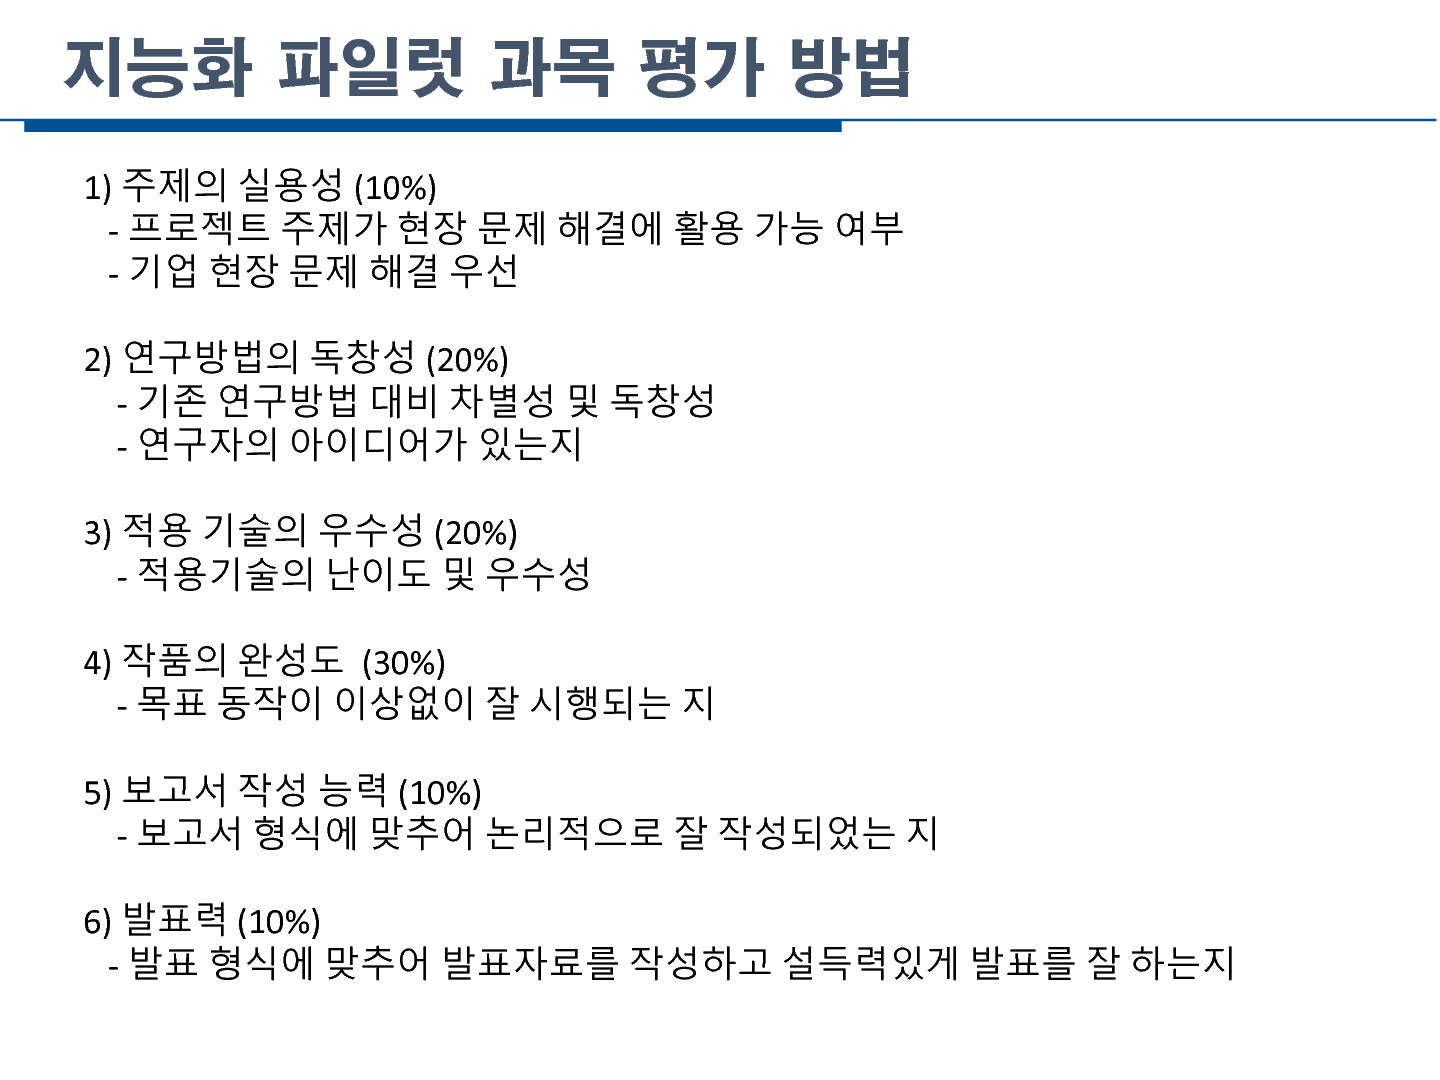 지능화 파일럿 과목 평가 방법
1) 주제의 실용성 (10%)
- 프로젝트 주제가 현장 문제 해결에 활용 가능 여부
- 기업 현장 문제 해결 우선
2) 연구방법의 독창성 (20%)
- 기존 연구방법 대비 차별성 및 독창성
- 연구자의 아이디어가 있는지
3) 적용 기술의 우수성 (20%)
- 적용기술의 난이도 및 우수성
4) 작품의 완성도 (30%)
- 목표 동작이 이상없이 잘 시행되는 지
5) 보고서 작성 능력 (10%)
- 보고서 형식에 맞추어 논리적으로 잘 작성되었는 지
6) 발표력 (10%)
- 발표 형식에 맞추어 발표자료를 작성하고 설득력있게 발표를 잘 하는지